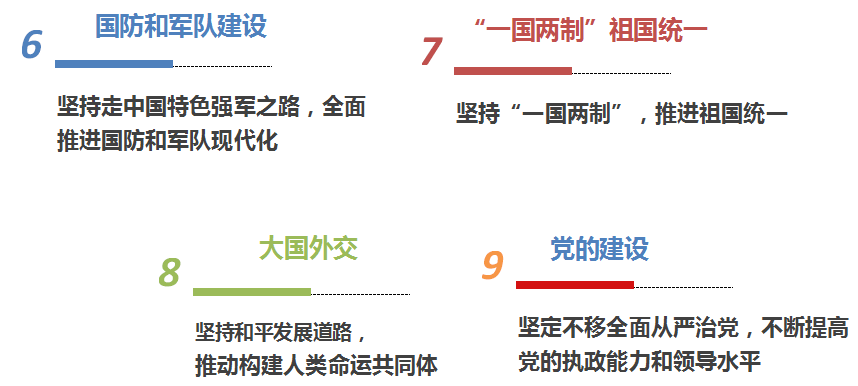 6
国防和军队建设
坚持走中国特色强军之路，全面
推进国防和军队现代化
7
“一国两制”祖国统一
坚持“一国两制”，推进祖国统一
8
大国外交
坚持和平发展道路，
推动构建人类命运共同体
9
党的建设
坚定不移全面从严治党，不断提高
党的执政能力和领导水平